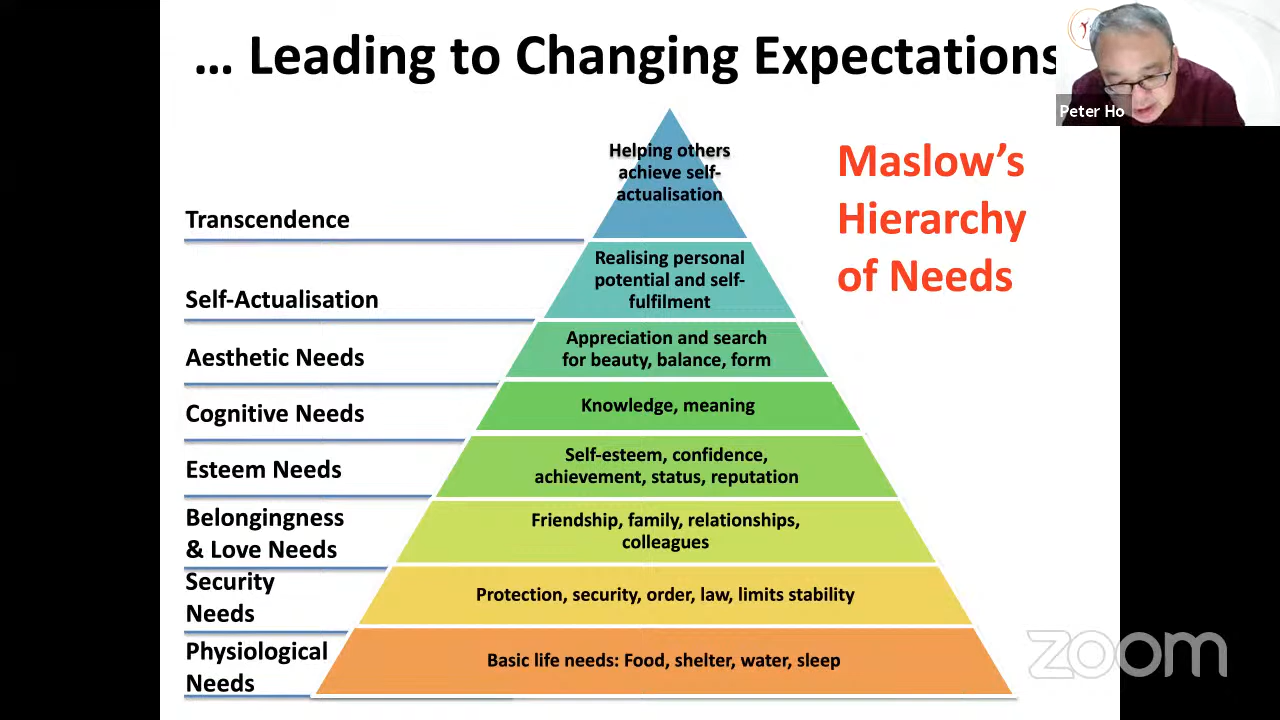 ... Leading to Changing Expectations
Peter Ho
Maslow's
Hierarchy
of Needs
Helping others
achieve self-
actualisation
Transcendence
Realising personal
potential and self-
fulfilment
Self-Actualisation
Appreciation and search
for beauty, balance, form
Aesthetic Needs
Knowledge, meaning
Cognitive Needs
Self-esteem, confidence,
achievement, status, reputation
Esteem Needs
Friendship, family, relationships,
colleagues
Belongingness
& Love Needs
Protection, security, order, law, limits stability
Security
Needs
Basic life needs: Food, shelter, water, sleep
Physiological
Needs
zoom